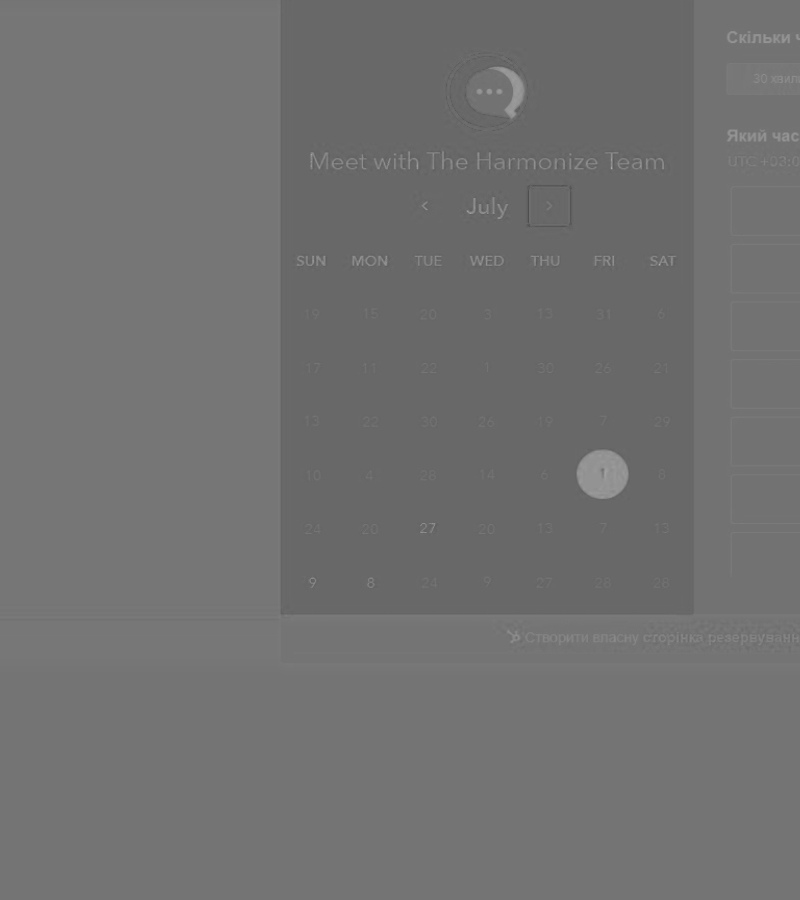 Meet with The Harmonize Team
July
SUN MON TUE WED THU FRI SAT
19 15 20 3 13 31 6
17 11 22 1 30 26 21
13 22 30 26 19 7 29
10 4 28 14 6 1 8
24 20 27 20 13 7 13
9 8 24 9 27 28 28
Скільки ч
30 хвил
Який час
UTC +02:0
Створити власну сторінка резервуванн